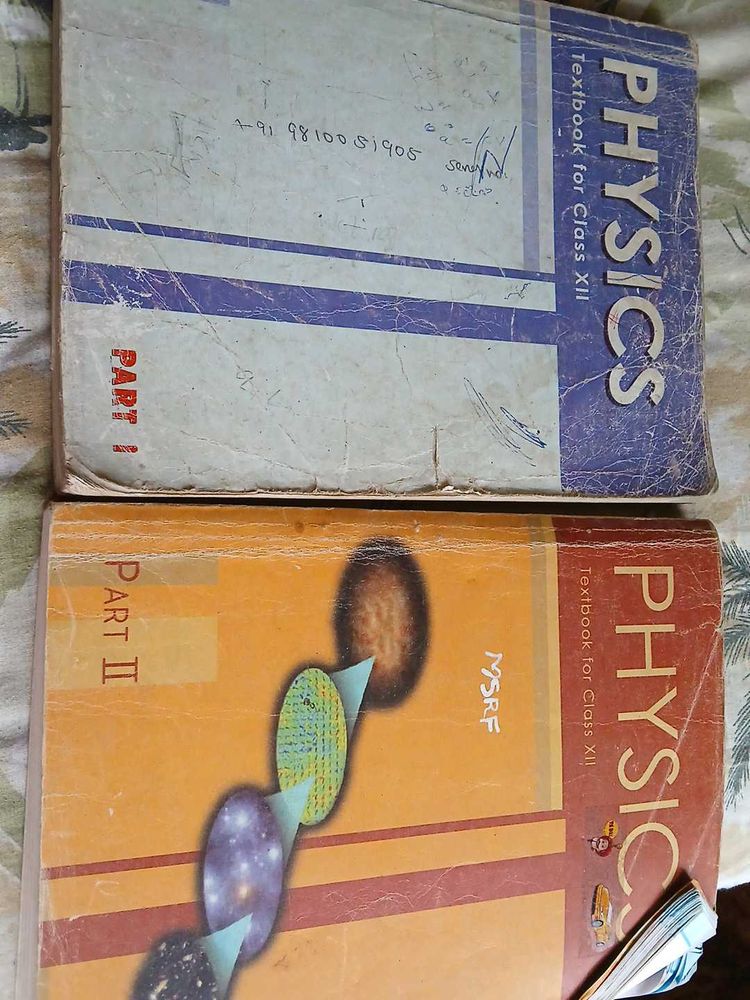 PHYSICS
Textbook for Class XII
+91 9810051905
PART I
PHYSICS
Textbook for Class XII
MSRF
PART II